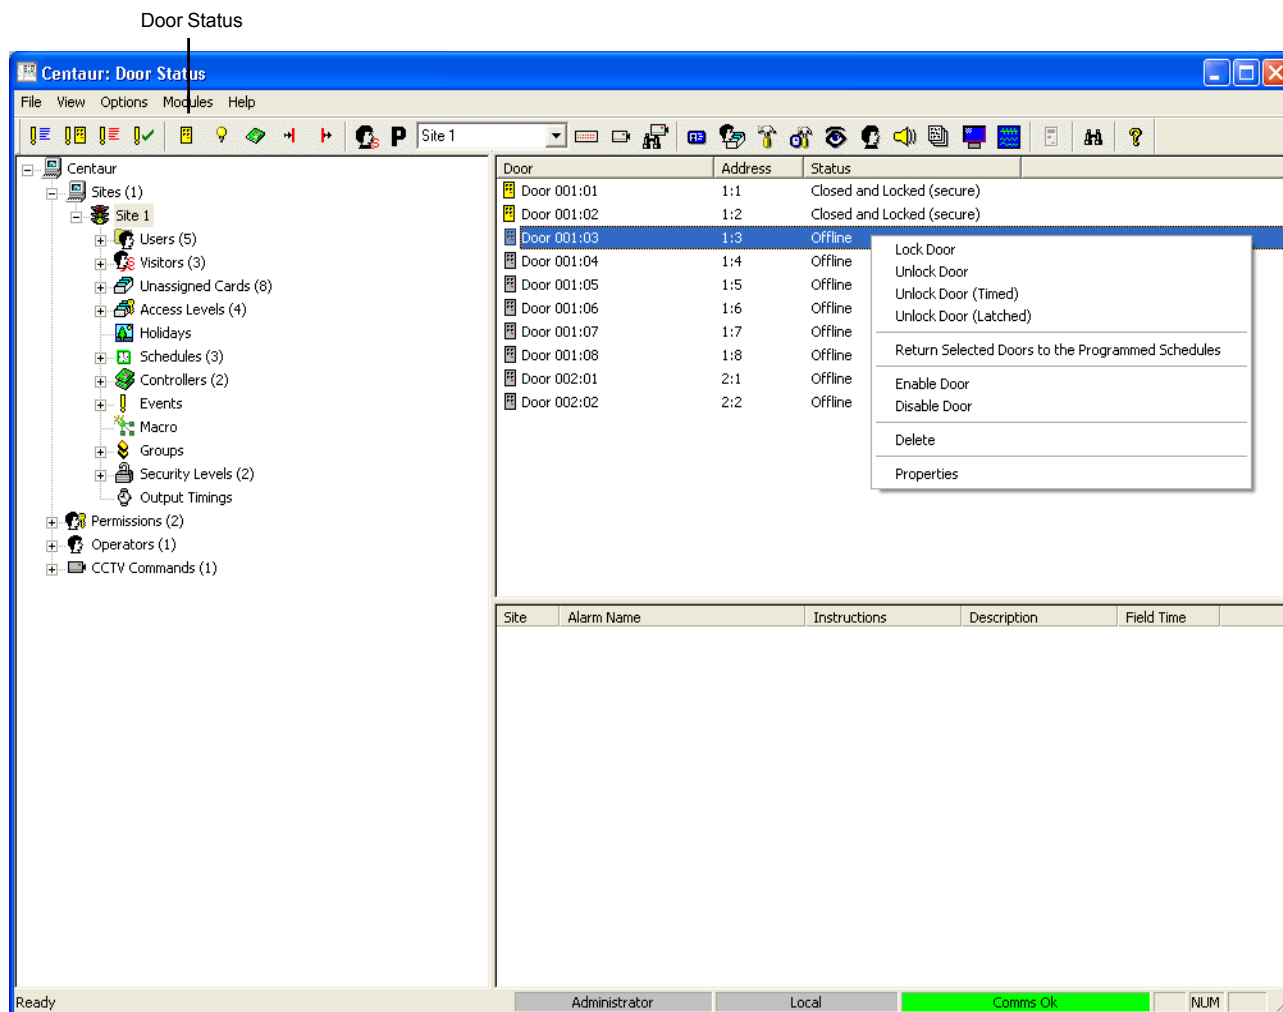 Door Status
Centaur: Door Status
File View Options Modules Help
P Site 1
Centaur
Sites (1)
Site 1
Users (5)
Visitors (3)
Unassigned Cards (8)
Access Levels (4)
Holidays
Schedules (3)
Controllers (2)
Events
Macro
Groups
Security Levels (2)
Output Timings
Permissions (2)
Operators (1)
CCTV Commands (1)
Door Address Status
Door 001:01 1:1 Closed and Locked (secure)
Door 001:02 1:2 Closed and Locked (secure)
Door 001:03 1:3 Offline
Door 001:04 1:4 Offline
Door 001:05 1:5 Offline
Door 001:06 1:6 Offline
Door 001:07 1:7 Offline
Door 001:08 1:8 Offline
Door 002:01 2:1 Offline
Door 002:02 2:2 Offline
Lock Door
Unlock Door
Unlock Door (Timed)
Unlock Door (Latched)
Return Selected Doors to the Programmed Schedules
Enable Door
Disable Door
Delete
Properties
Site Alarm Name Instructions Description Field Time
Ready Administrator Local Comms Ok NUM